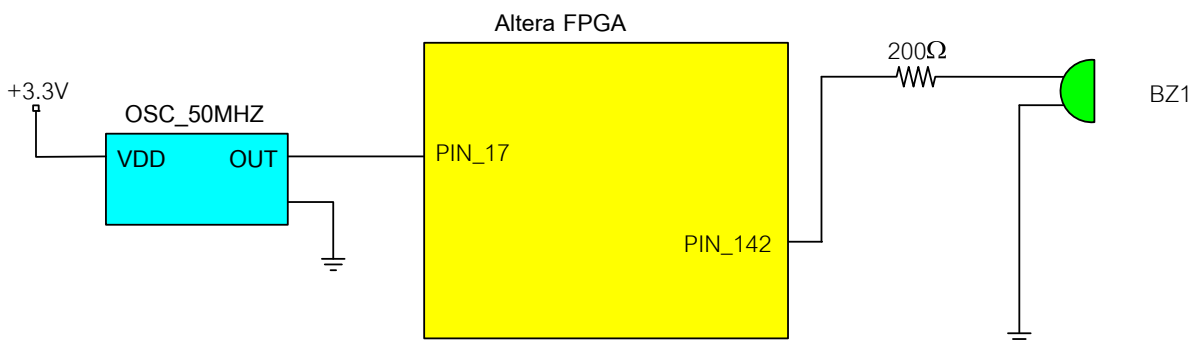 Altera FPGA
200Ω
+3.3V
BZ1
OSC_50MHZ
VDD OUT
PIN_17
PIN_142